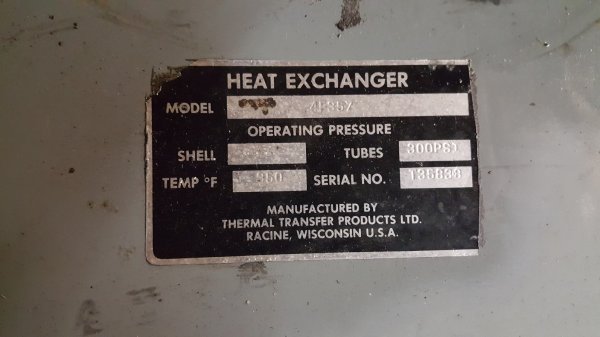 HEAT EXCHANGER
MODEL
OPERATING PRESSURE
SHELL TUBES 300PSI
TEMP °F 350 SERIAL NO.
MANUFACTURED BY
THERMAL TRANSFER PRODUCTS LTD.
RACINE, WISCONSIN U.S.A.